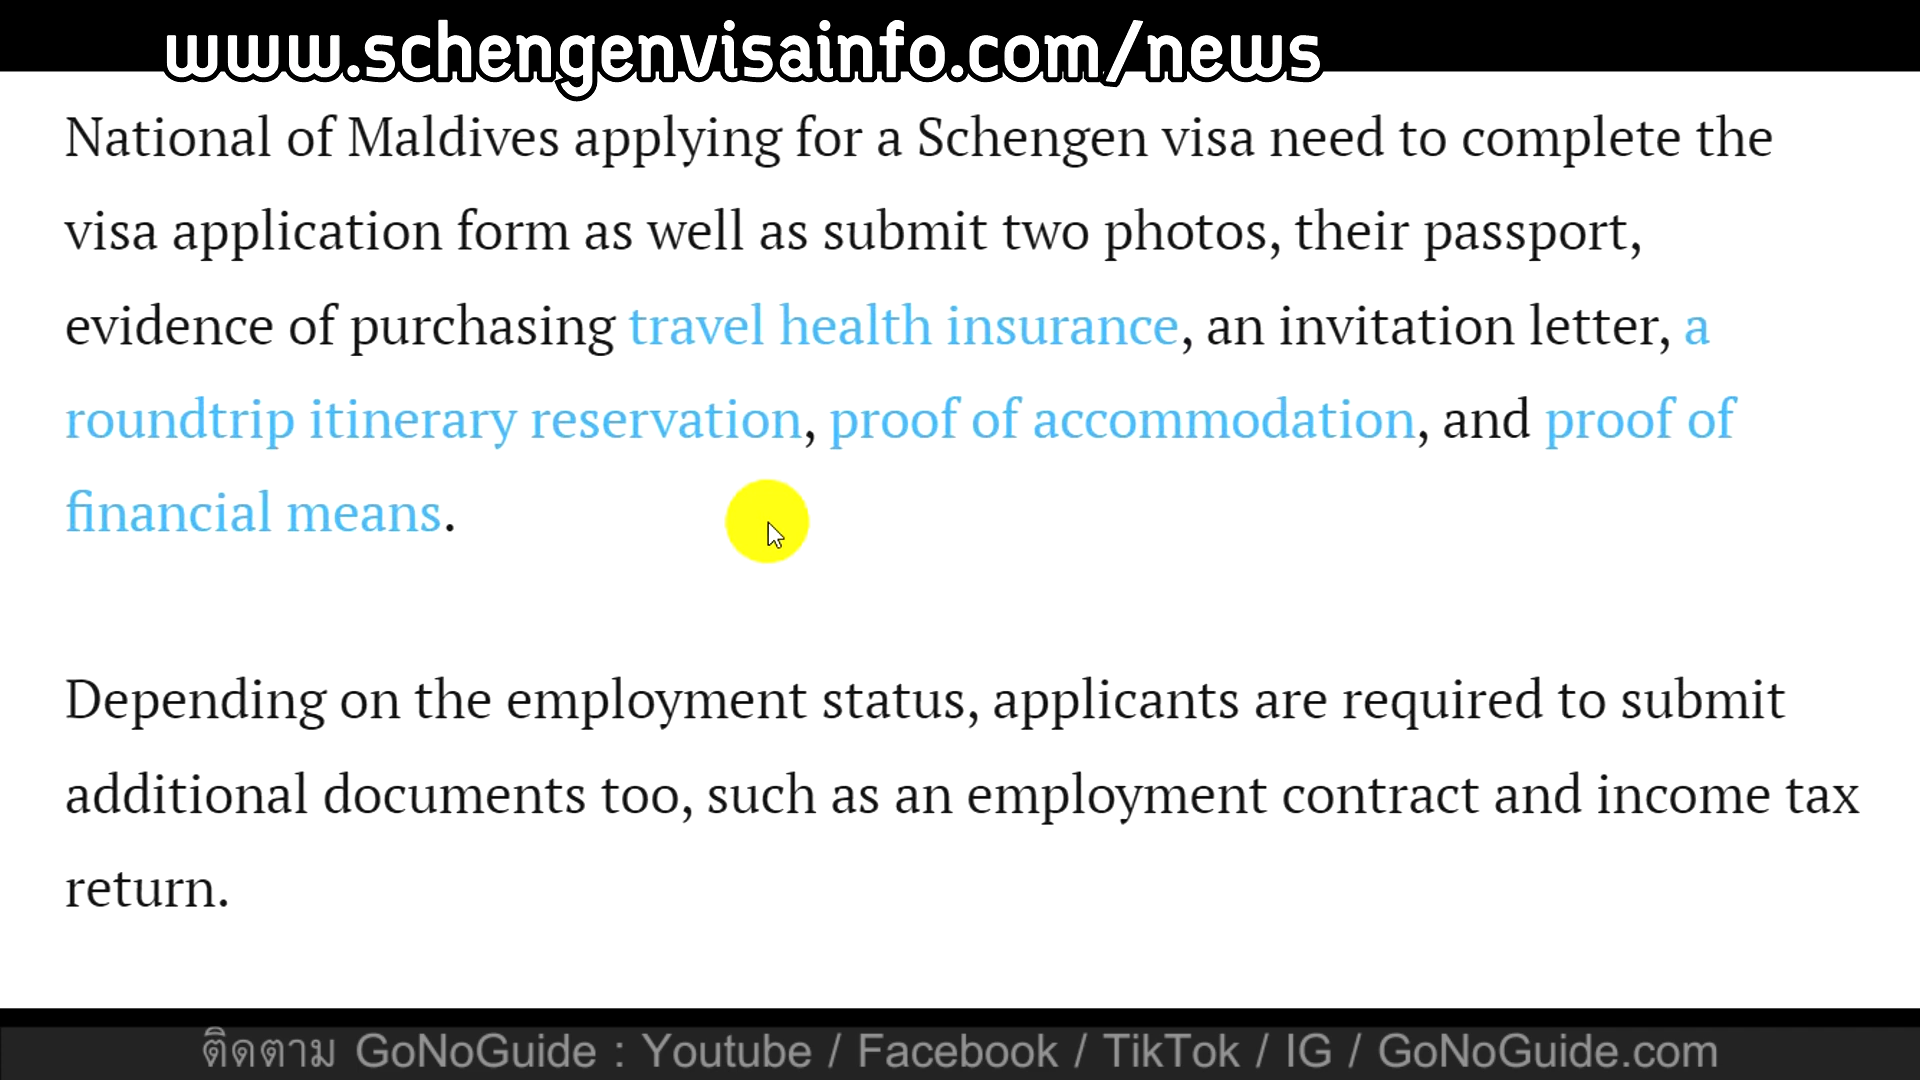 www.schengenvisainfo.com/news
National of Maldives applying for a Schengen visa need to complete the
visa application form as well as submit two photos, their passport,
evidence of purchasing travel health insurance, an invitation letter, a
roundtrip itinerary reservation, proof of accommodation, and proof of
financial means.
Depending on the employment status, applicants are required to submit
additional documents too, such as an employment contract and income tax
return.
ติดตาม GoNoGuide : Youtube / Facebook / TikTok / IG / GoNoGuide.com